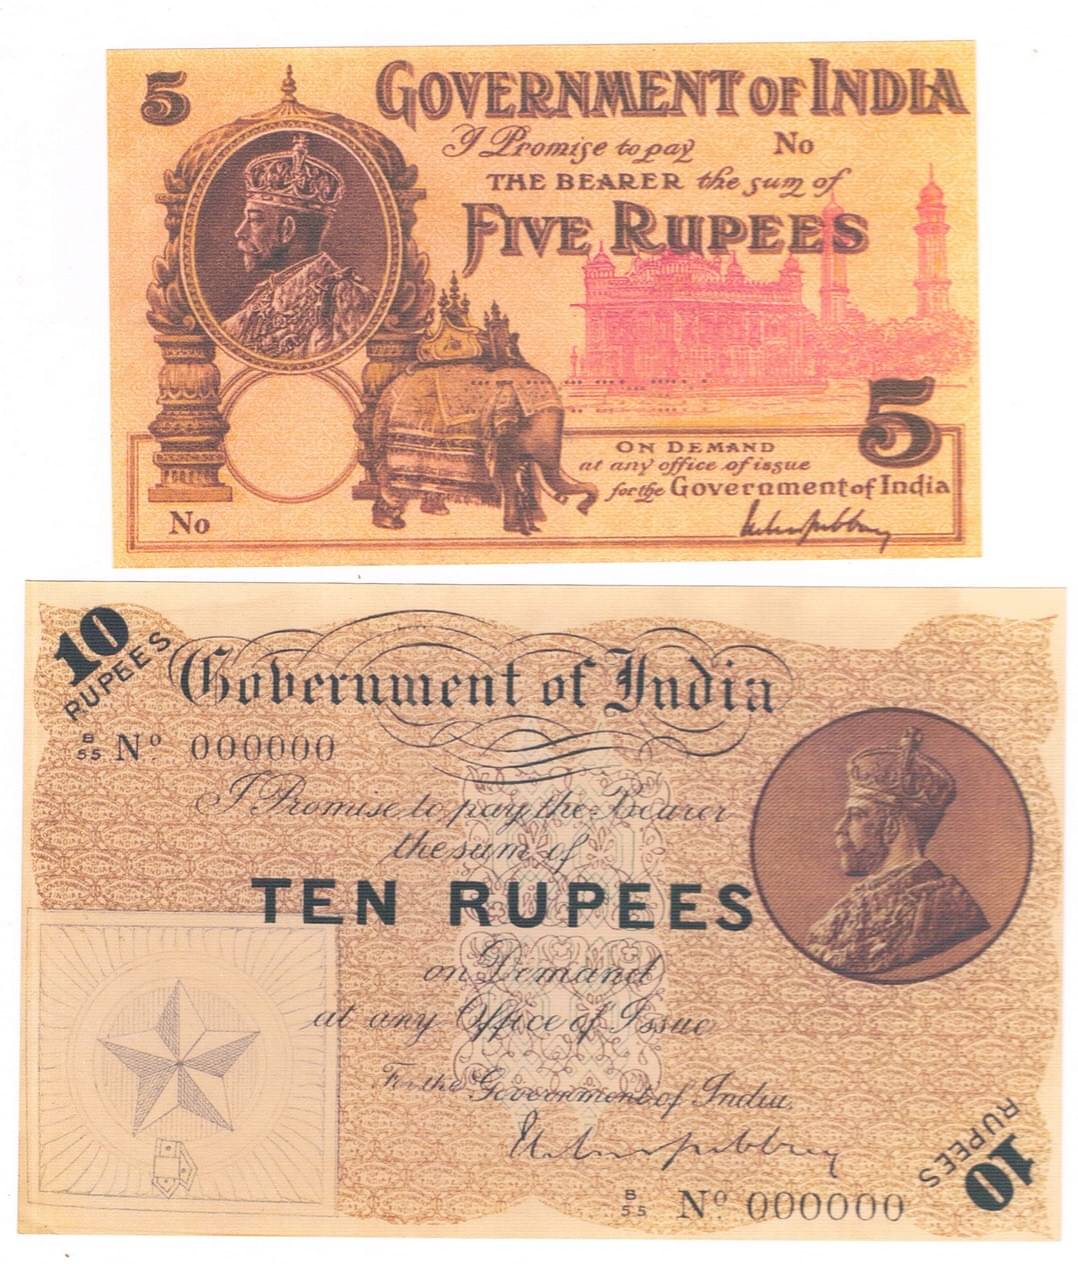 5
GOVERNMENT OF INDIA
I Promise to pay No
THE BEARER the sum of
FIVE RUPEES
5
ON DEMAND
at any office of issue
for the Government of India
No
10
RUPEES
Government of India
B/55 Nº 000000
I Promise to pay the Bearer
the sum of
TEN RUPEES
on Demand
at any Office of Issue
For the Government of India.
B/55 Nº 000000
10
RUPEES